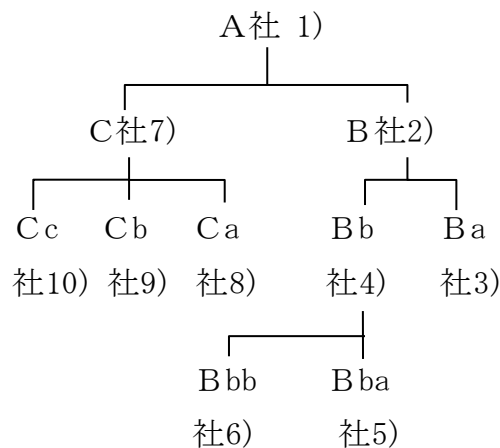 A社 1)
C社7) B社2)
Cc Cb Ca Bb Ba
社10) 社9) 社8) 社4) 社3)
Bbb Bba
社6) 社5)